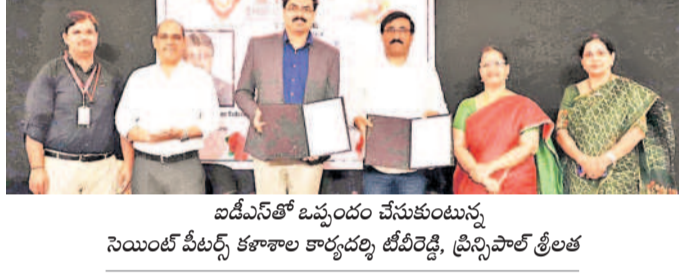 ఐడీఎస్‌తో ఒప్పందం చేసుకుంటున్న
సెయింట్ పీటర్స్ కళాశాల కార్యదర్శి టీవీరెడ్డి, ప్రిన్సిపాల్ శ్రీలత